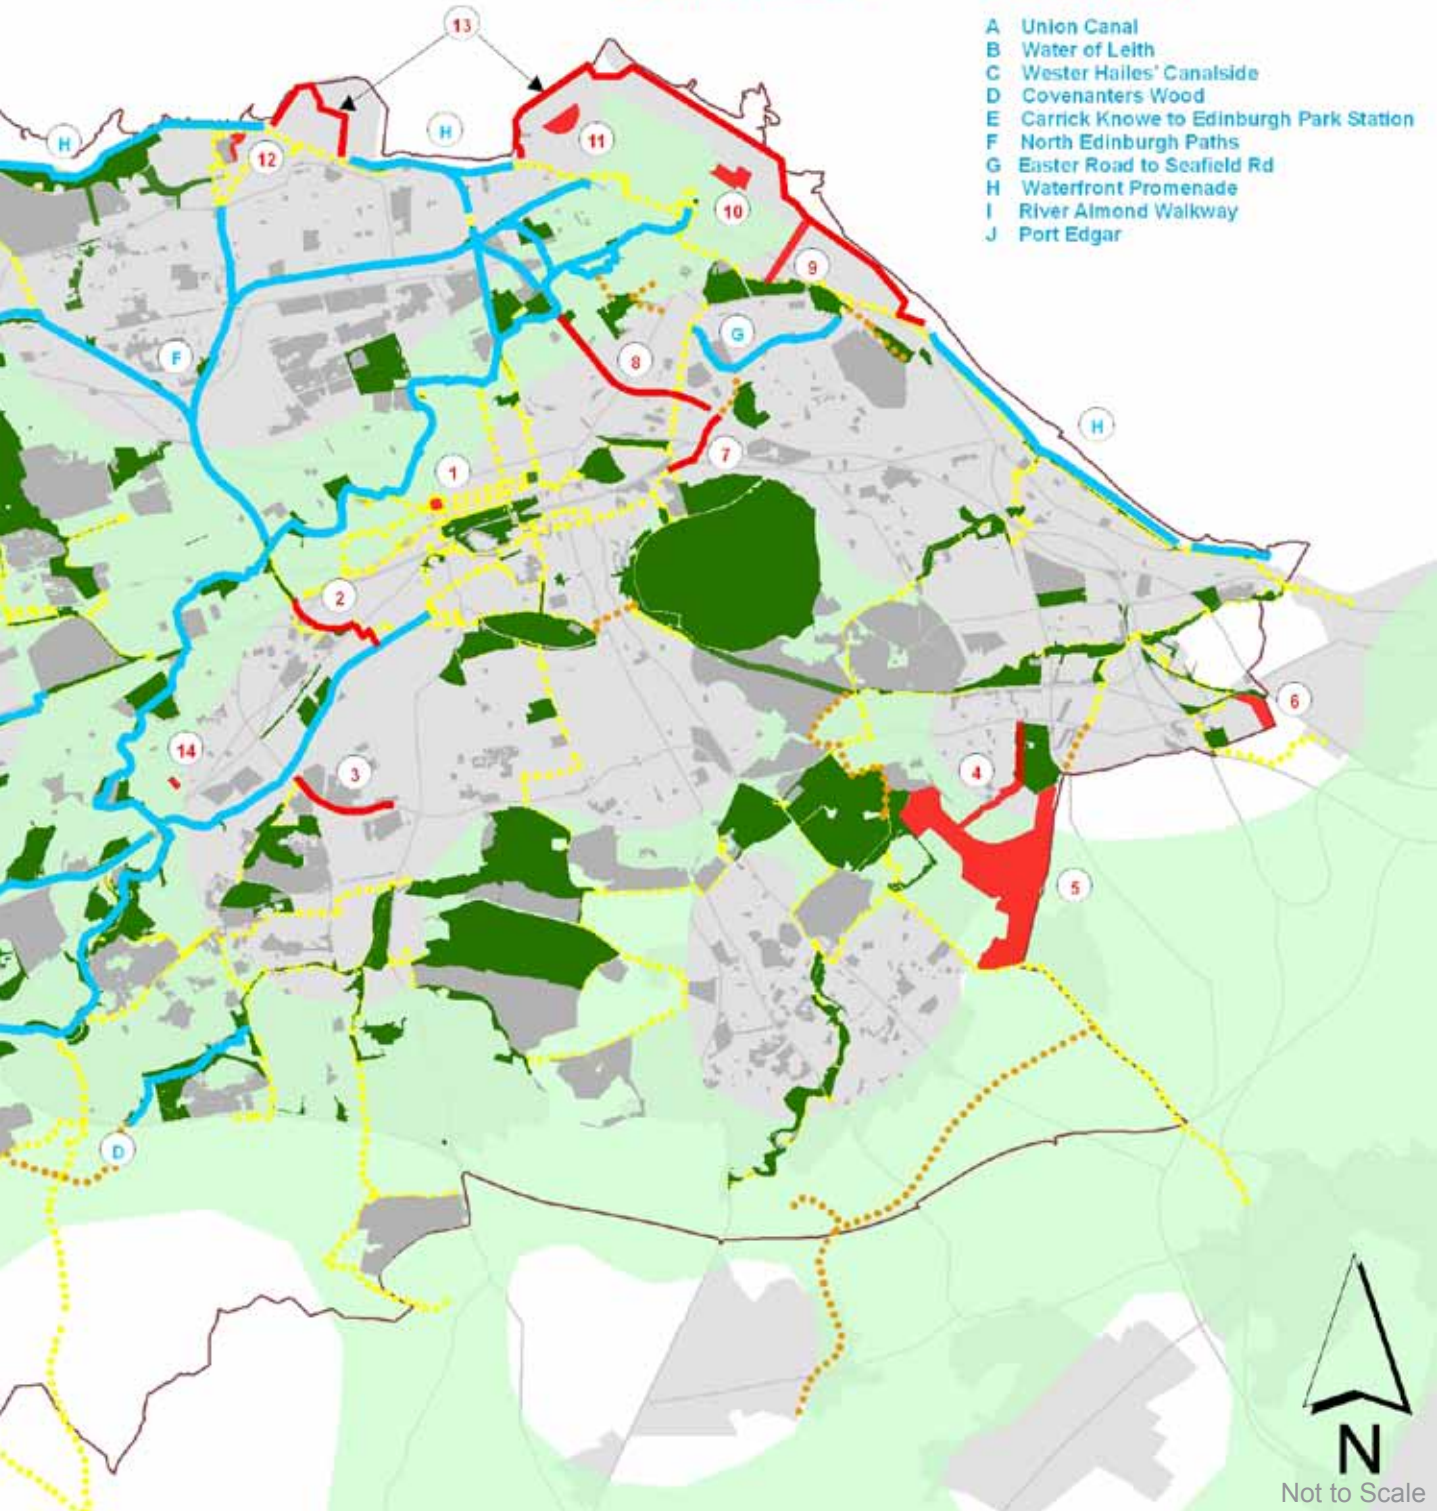 A Union Canal
B Water of Leith
C Wester Hailes' Canalside
D Covenanters Wood
E Carrick Knowe to Edinburgh Park Station
F North Edinburgh Paths
G Easter Road to Seafield Rd
H Waterfront Promenade
I River Almond Walkway
J Port Edgar
13
H
H
11
12
10
9
G
F
8
H
7
1
2
6
14
3
4
5
D
N
Not to Scale